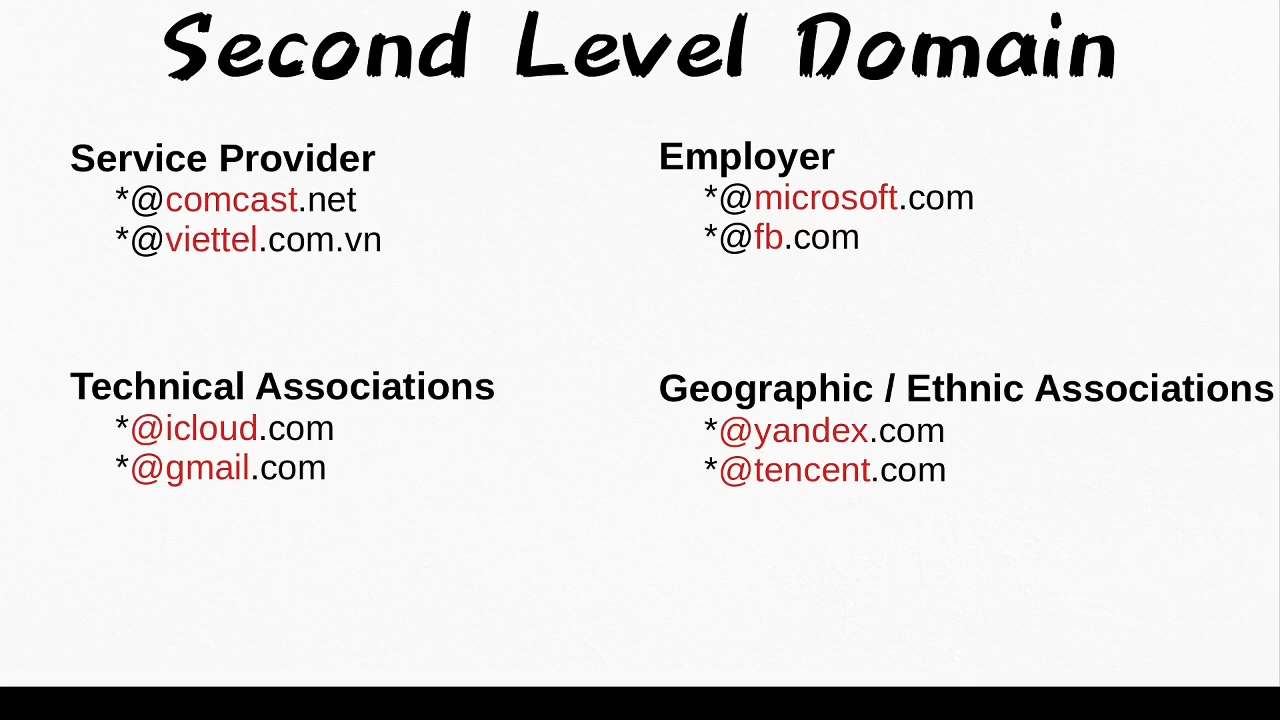 Second Level Domain
Service Provider
*@comcast.net
*@viettel.com.vn
Employer
*@microsoft.com
*@fb.com
Technical Associations
*@icloud.com
*@gmail.com
Geographic / Ethnic Associations
*@yandex.com
*@tencent.com